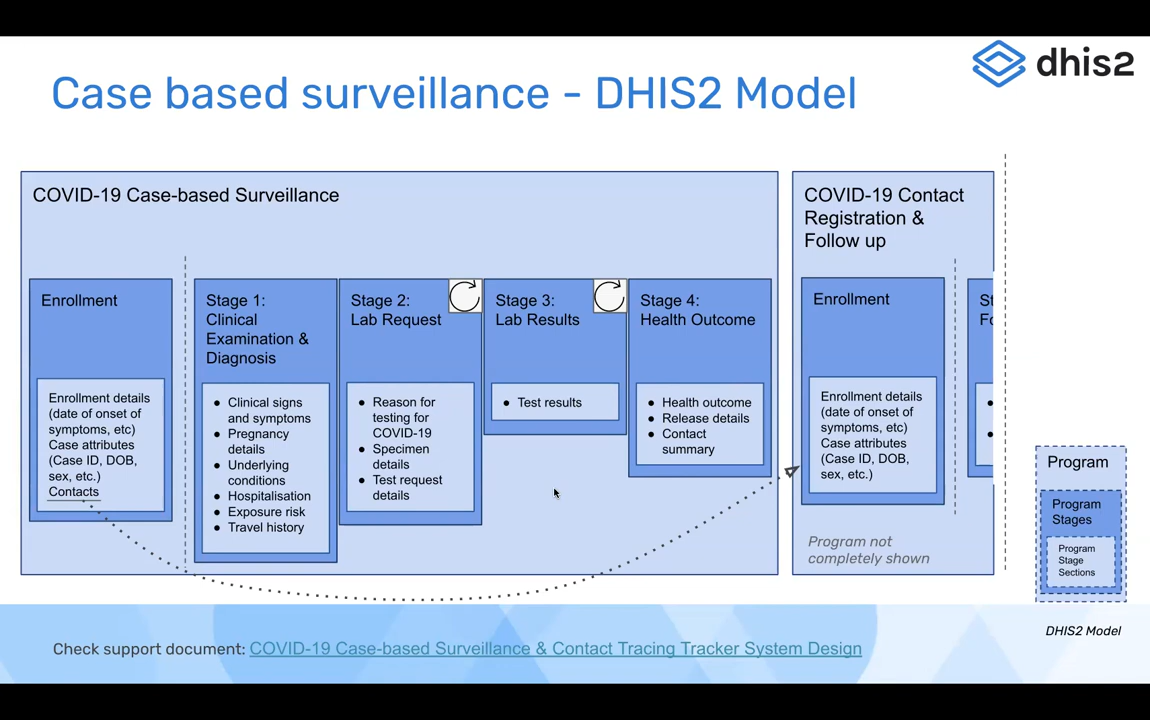 dhis2
Case based surveillance - DHIS2 Model
COVID-19 Case-based Surveillance
Enrollment
Enrollment details
(date of onset of
symptoms, etc)
Case attributes
(Case ID, DOB,
sex, etc.)
Contacts
Stage 1:
Clinical
Examination &
Diagnosis
● Clinical signs
and symptoms
● Pregnancy
details
● Underlying
conditions
● Hospitalisation
● Exposure risk
● Travel history
Stage 2:
Lab Request
● Reason for
testing for
COVID-19
● Specimen
details
● Test request
details
Stage 3:
Lab Results
● Test results
Stage 4:
Health Outcome
● Health outcome
● Release details
● Contact
summary
COVID-19 Contact
Registration &
Follow up
Enrollment
Enrollment details
(date of onset of
symptoms, etc)
Case attributes
(Case ID, DOB,
sex, etc.)
St
Fo
Program not
completely shown
Program
Program
Stages
Program
Stage
Sections
DHIS2 Model
Check support document: COVID-19 Case-based Surveillance & Contact Tracing Tracker System Design